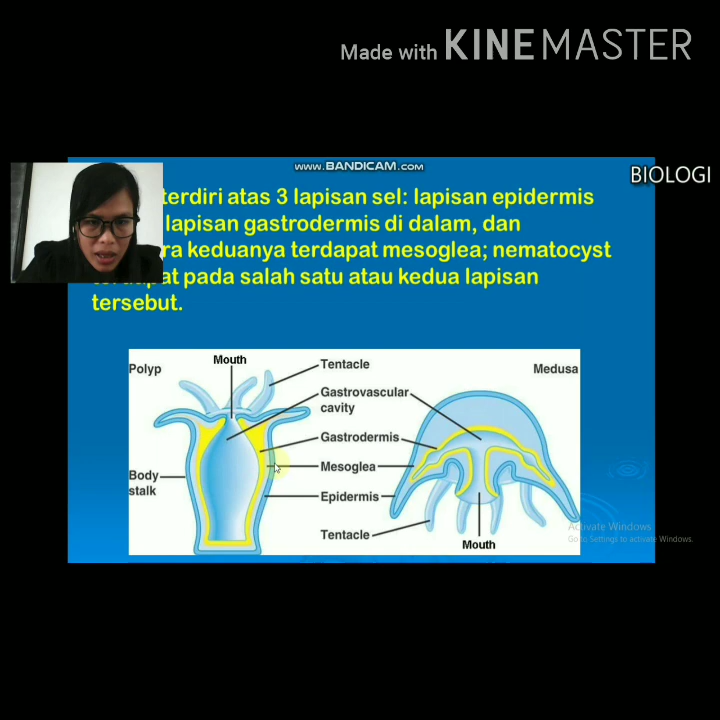 Made with KINEMASTER
www.BANDICAM.com
BIOLOGI
terdiri atas 3 lapisan sel: lapisan epidermis
lapisan gastrodermis di dalam, dan
keduanya terdapat mesoglea; nematocyst
pada salah satu atau kedua lapisan
tersebut.
Polyp
Mouth
Tentacle
Medusa
Gastrovascular
cavity
Gastrodermis
Mesoglea
Body
stalk
Epidermis
Tentacle
Mouth
Activate Windows
Go to Settings to activate Windows.